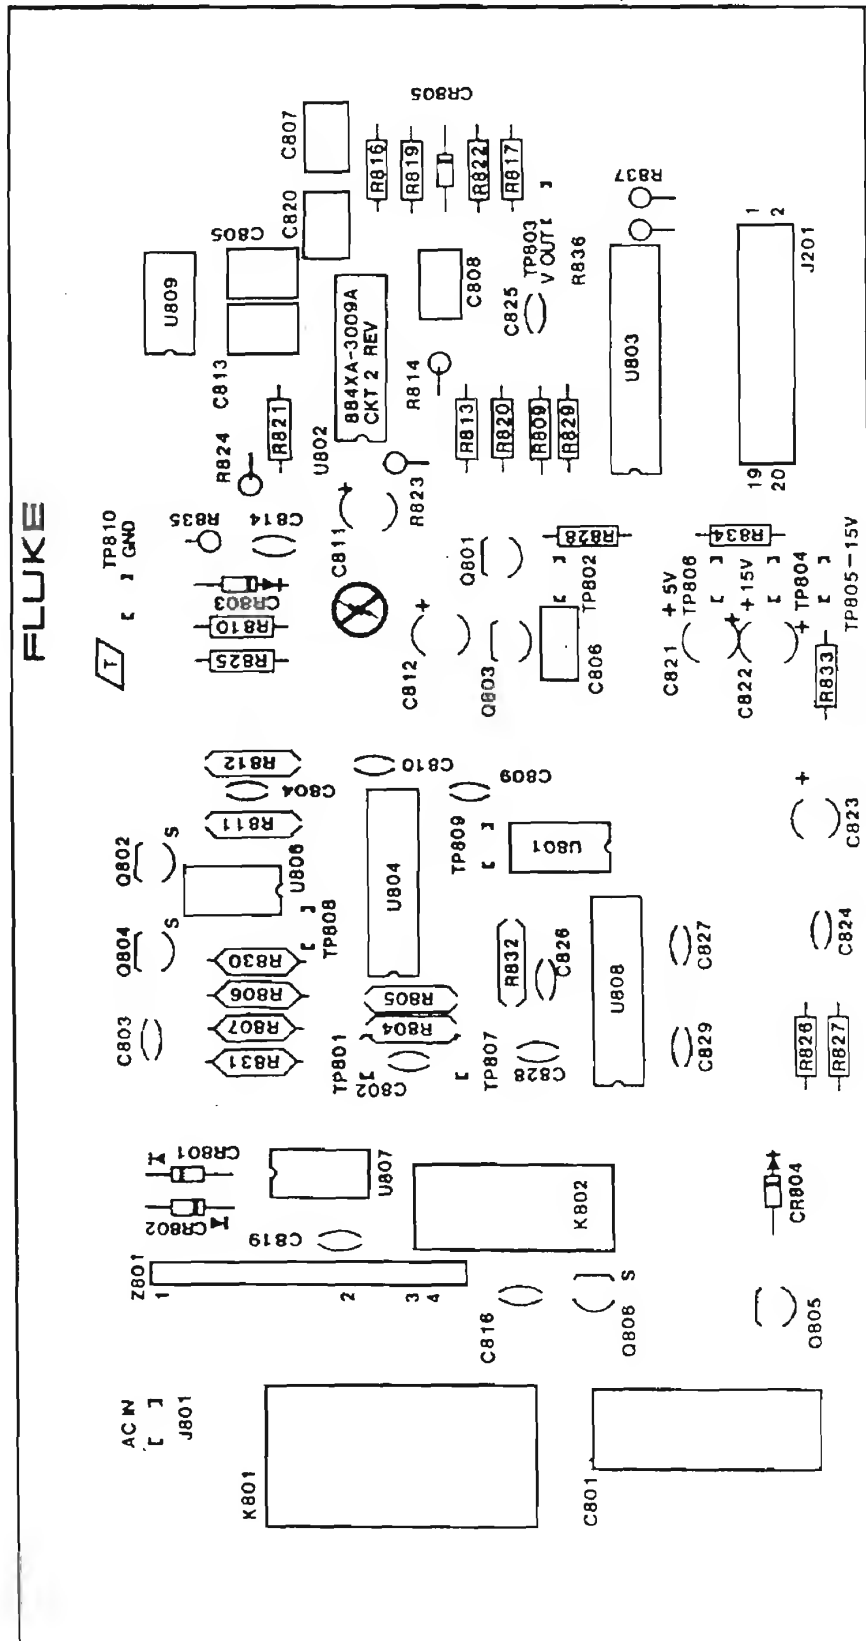 FLUKE
T
TP810
GND
C807
C820
CR805
R816
R819
R822
R817
C805
U809
C813
TP803
V OUT
R837
R836
C808
C825
884XA-3009A
CKT 2 REV
U802
U803
1
2
J201
19
20
R814
R824
R821
R813
R820
R809
R829
R835
C814
C811
+
R823
CR803
R810
R825
Q801
R828
TP802
R834
C812
+
Q803
C806
C821
+ 5V
TP806
+
+ 15V
C822
+
TP804
TP805-15V
R833
R812
C804
R811
C810
C809
Q802
S
U806
TP808
U804
TP809
U801
+
C823
Q804
S
R830
R806
R807
R831
C803
R805
R804
R832
C826
U808
C827
C824
TP801
C802
TP807
C828
C829
R826
R827
CR801
CR802
U807
K802
CR804
C819
Z801
1
2
3
4
C816
S
Q806
Q805
AC IN
J801
K801
C801